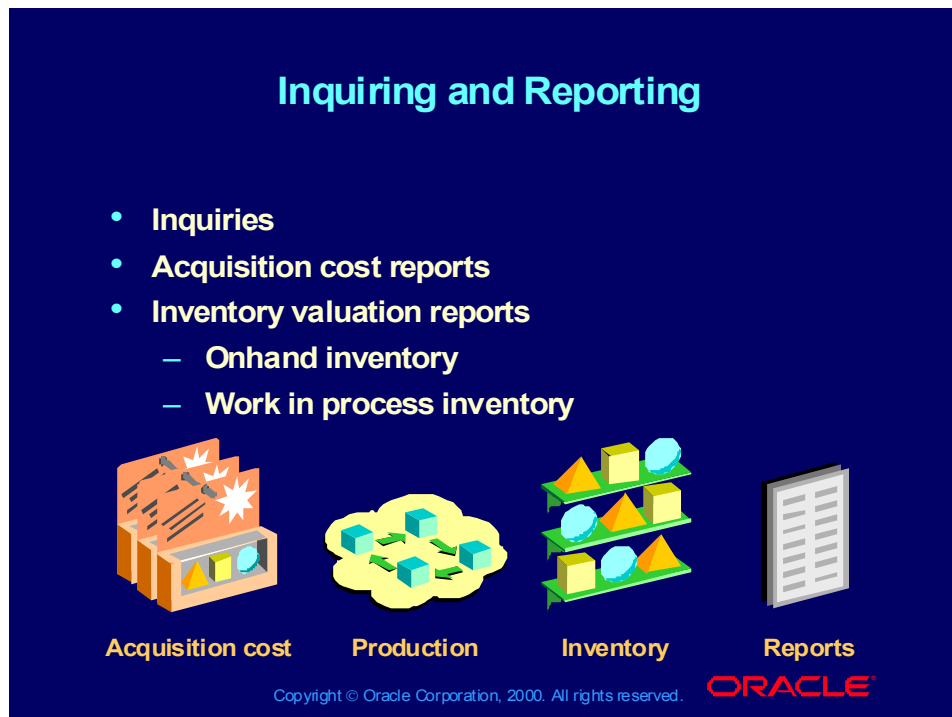 Inquiring and Reporting
• Inquiries
• Acquisition cost reports
• Inventory valuation reports
– Onhand inventory
– Work in process inventory
Acquisition cost Production Inventory Reports
Copyright © Oracle Corporation, 2000. All rights reserved. ORACLE®